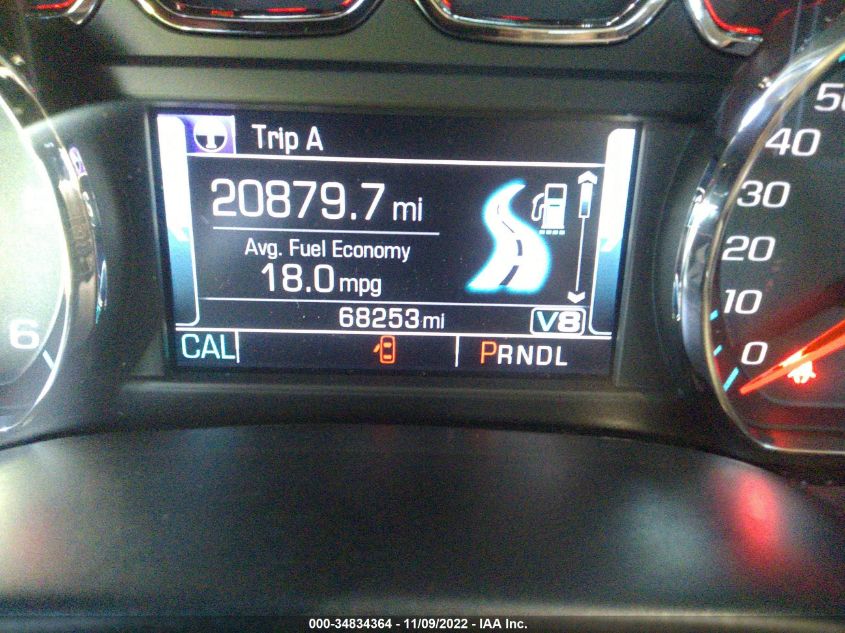 Trip A
20879.7 mi
Avg. Fuel Economy
18.0 mpg
68253 mi V8
CAL PRNDL
6
50
40
30
20
10
0
000-34834364 - 11/09/2022 - IAA Inc.